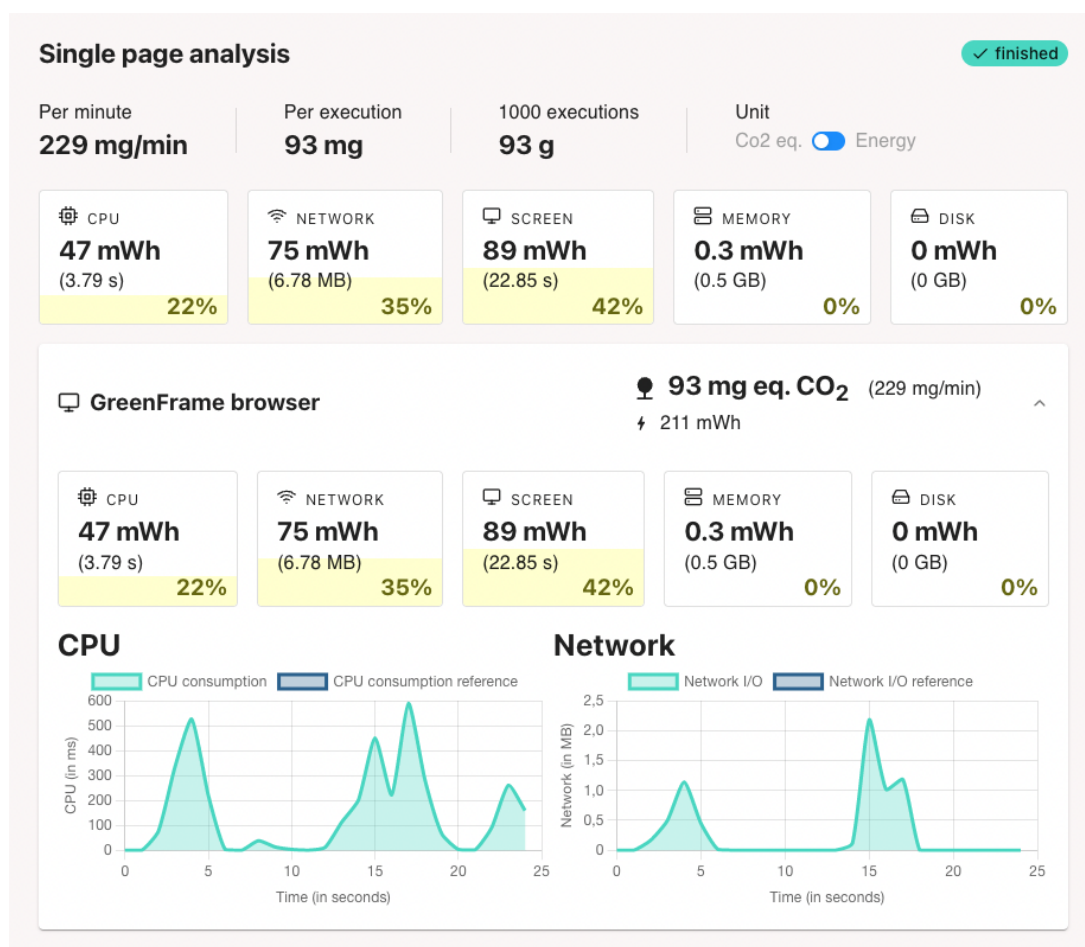 Single page analysis
finished
Per minute
229 mg/min
Per execution
93 mg
1000 executions
93 g
Unit
Co2 eq. Energy
CPU
47 mWh
(3.79 s)
22%
NETWORK
75 mWh
(6.78 MB)
35%
SCREEN
89 mWh
(22.85 s)
42%
MEMORY
0.3 mWh
(0.5 GB)
0%
DISK
0 mWh
(0 GB)
0%
GreenFrame browser
93 mg eq. CO2 (229 mg/min)
211 mWh
CPU
47 mWh
(3.79 s)
22%
NETWORK
75 mWh
(6.78 MB)
35%
SCREEN
89 mWh
(22.85 s)
42%
MEMORY
0.3 mWh
(0.5 GB)
0%
DISK
0 mWh
(0 GB)
0%
CPU
CPU consumption CPU consumption reference
CPU (in ms)
600
500
400
300
200
100
0
0 5 10 15 20 25
Time (in seconds)
Network
Network I/O Network I/O reference
Network (in MB)
2,5
2,0
1,5
1,0
0,5
0
0 5 10 15 20 25
Time (in seconds)